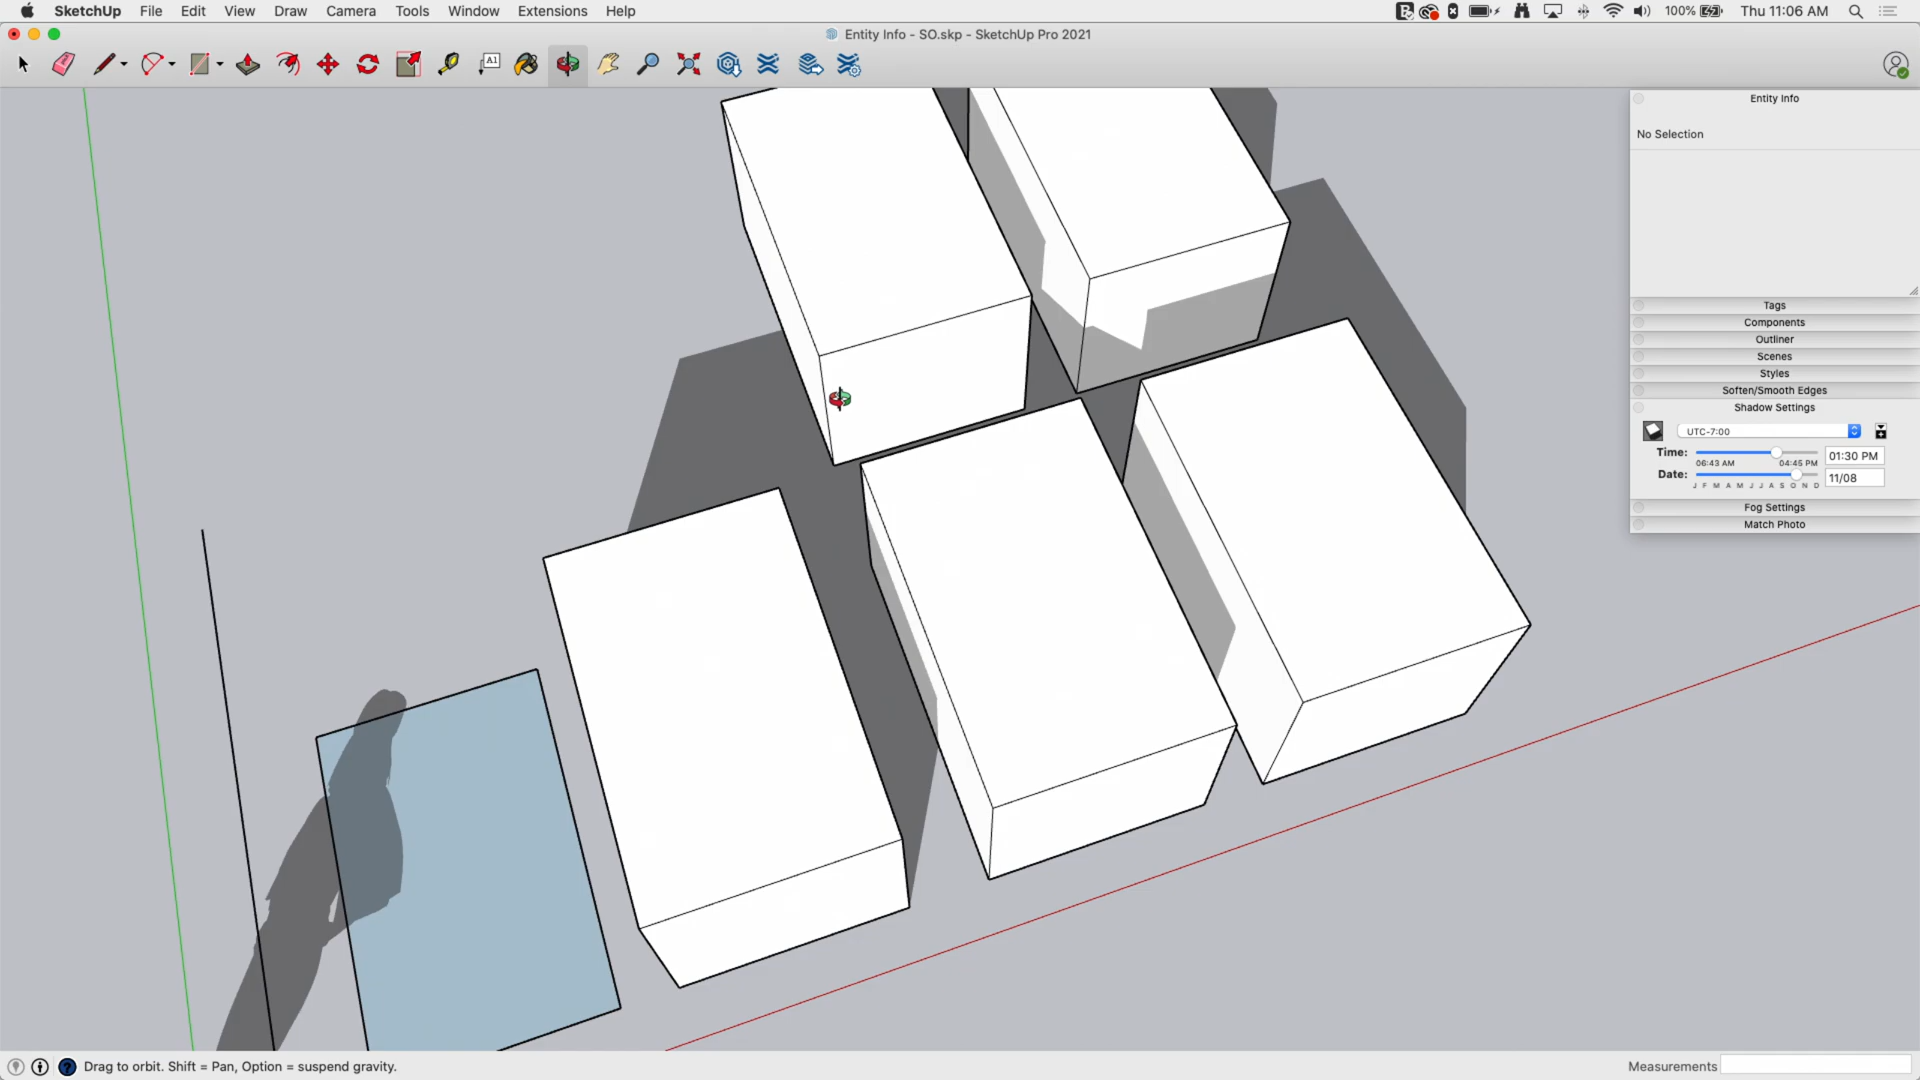 SketchUp File Edit View Draw Camera Tools Window Extensions Help 100% Thu 11:06 AM
Entity Info - SO.skp - SketchUp Pro 2021
A1
Entity Info
No Selection
Tags
Components
Outliner
Scenes
Styles
Soften/Smooth Edges
Shadow Settings
UTC-7:00
Time: 01:30 PM
06:43 AM 04:45 PM
Date: 11/08
J F M A M J J A S O N D
Fog Settings
Match Photo
Drag to orbit. Shift = Pan, Option = suspend gravity. Measurements